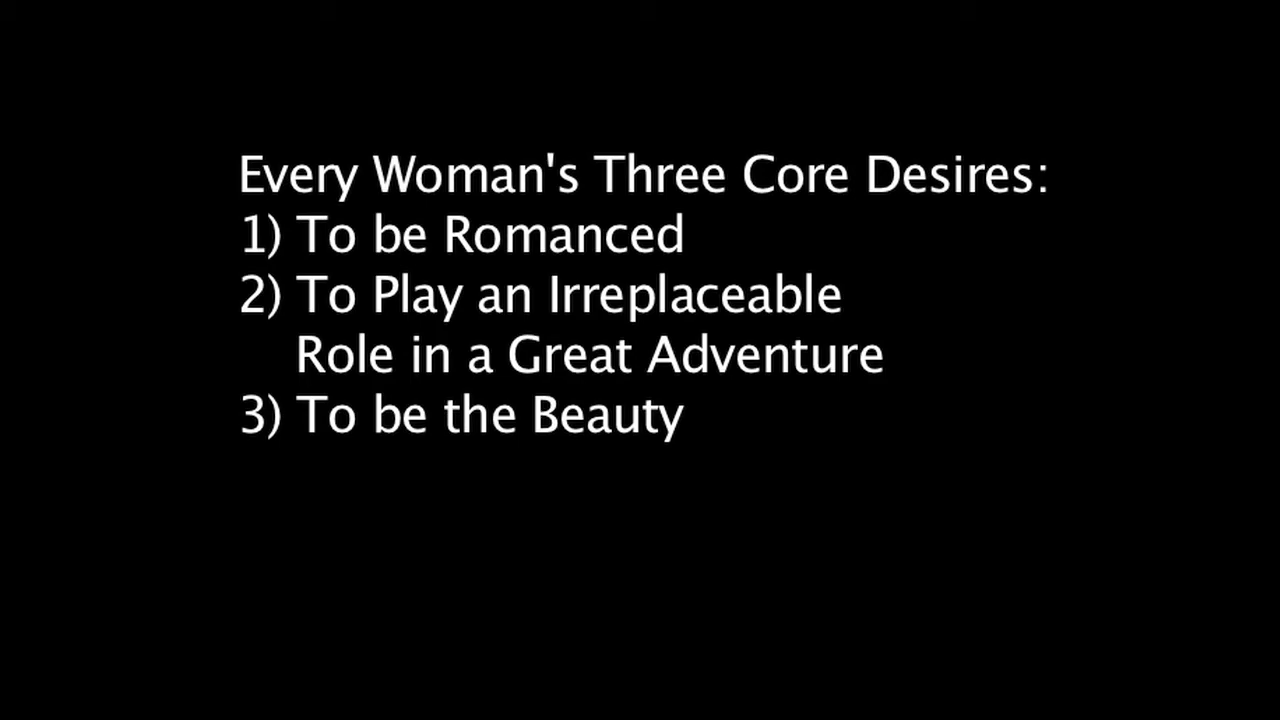 Every Woman's Three Core Desires:
1) To be Romanced
2) To Play an Irreplaceable
Role in a Great Adventure
3) To be the Beauty